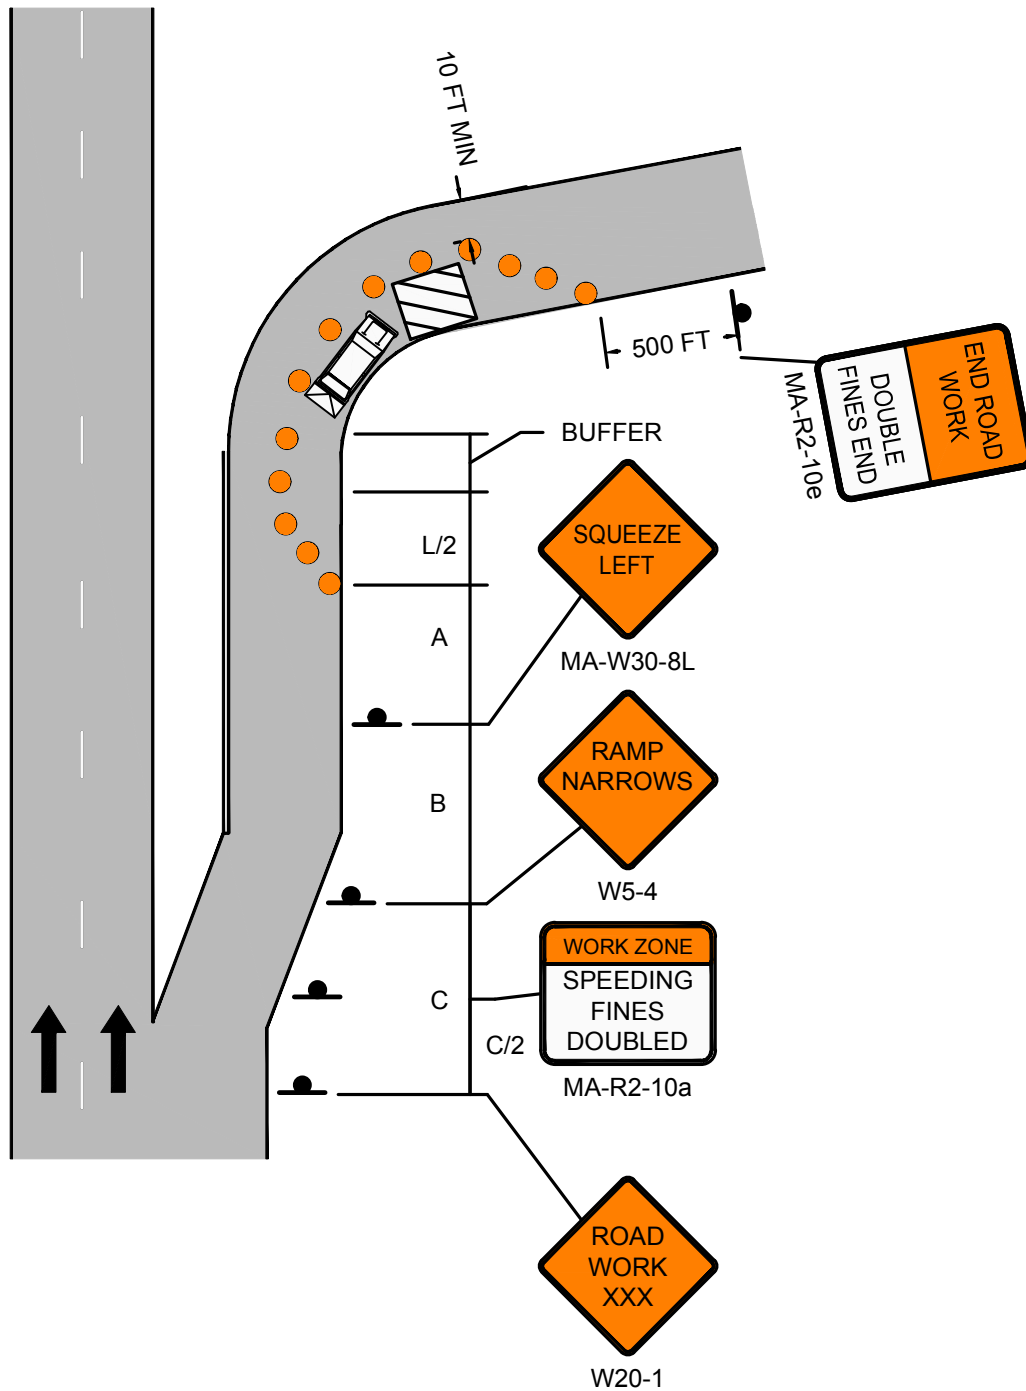 10 FT MIN
500 FT
END ROAD
WORK
DOUBLE
FINES END
MA-R2-10e
BUFFER
L/2
SQUEEZE
LEFT
MA-W30-8L
A
RAMP
NARROWS
W5-4
B
WORK ZONE
SPEEDING
FINES
DOUBLED
MA-R2-10a
C
C/2
ROAD
WORK
XXX
W20-1